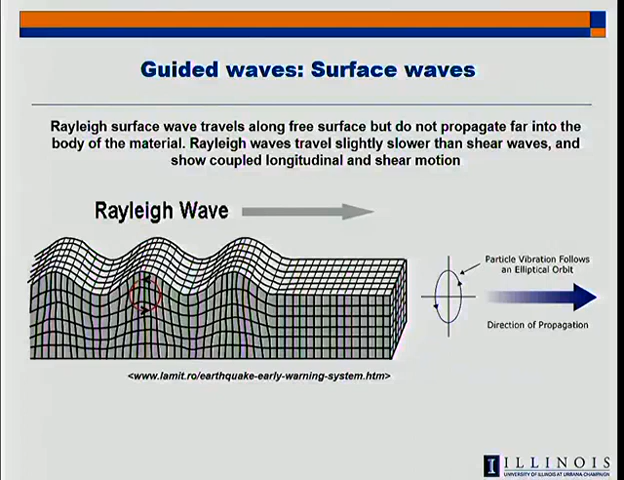 Guided waves: Surface waves
Rayleigh surface wave travels along free surface but do not propagate far into the
body of the material. Rayleigh waves travel slightly slower than shear waves, and
show coupled longitudinal and shear motion
Rayleigh Wave
Particle Vibration Follows
an Elliptical Orbit
Direction of Propagation
<www.lamit.ro/earthquake-early-warning-system.htm>
I ILLINOIS
UNIVERSITY OF ILLINOIS AT URBANA-CHAMPAIGN